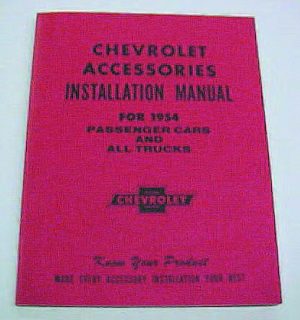 CHEVROLET
ACCESSORIES
INSTALLATION MANUAL
FOR 1954
PASSENGER CARS
AND
ALL TRUCKS
CHEVROLET
Know Your Product
MAKE EVERY ACCESSORY INSTALLATION YOUR BEST